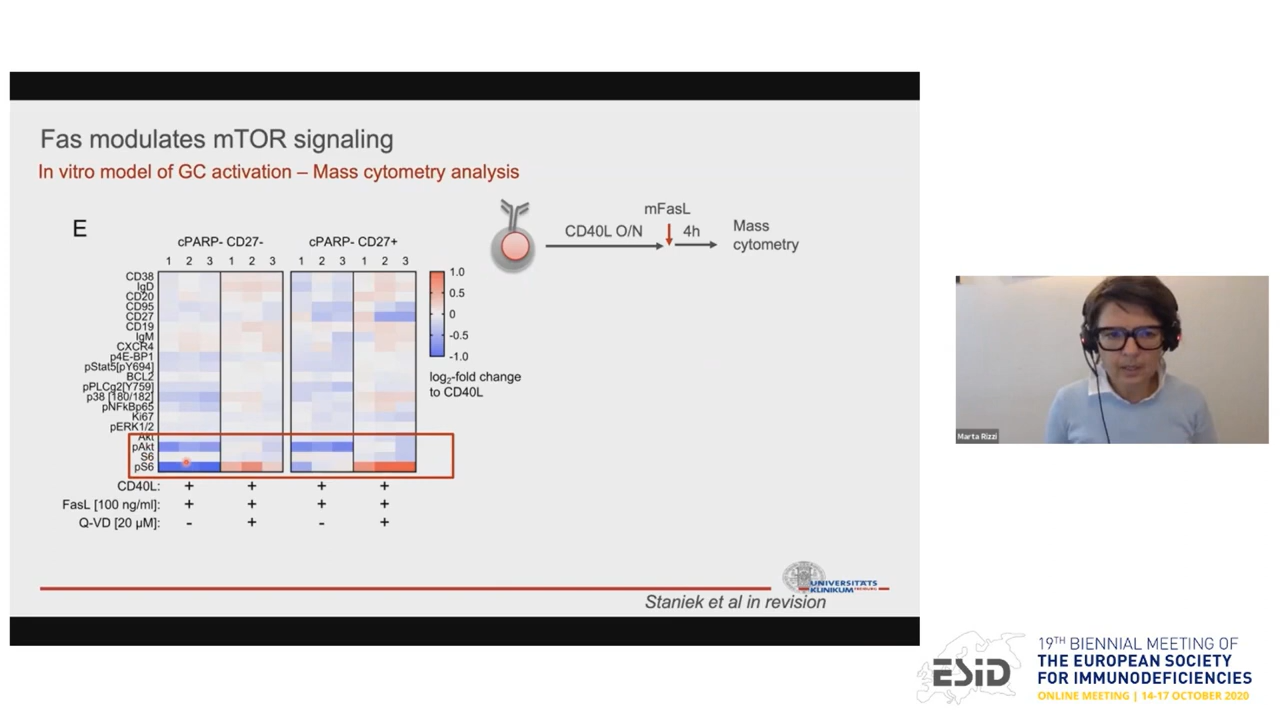 Fas modulates mTOR signaling
In vitro model of GC activation – Mass cytometry analysis
E
cPARP- CD27-
cPARP- CD27+
1 2 3 1 2 3
1 2 3 1 2 3
CD38
IgD
CD20
CD95
CD27
CD19
IgM
CXCR4
p4E-BP1
pStat5[pY694]
BCL2
pPLCg2[Y759]
p38 [180/182]
pNFkBp65
Ki67
pERK1/2
Akt
pAkt
S6
pS6
1.0
0.5
0
-0.5
-1.0
log₂-fold change
to CD40L
CD40L: + + + +
FasL [100 ng/ml]: + + + +
Q-VD [20 µM]: - + - +
CD40L O/N
mFasL
4h
Mass
cytometry
UNIVERSITÄTS
KLINIKUM FREIBURG
Staniek et al in revision
Marta Rizzi
ESiD
19TH BIENNIAL MEETING OF
THE EUROPEAN SOCIETY
FOR IMMUNODEFICIENCIES
ONLINE MEETING | 14-17 OCTOBER 2020